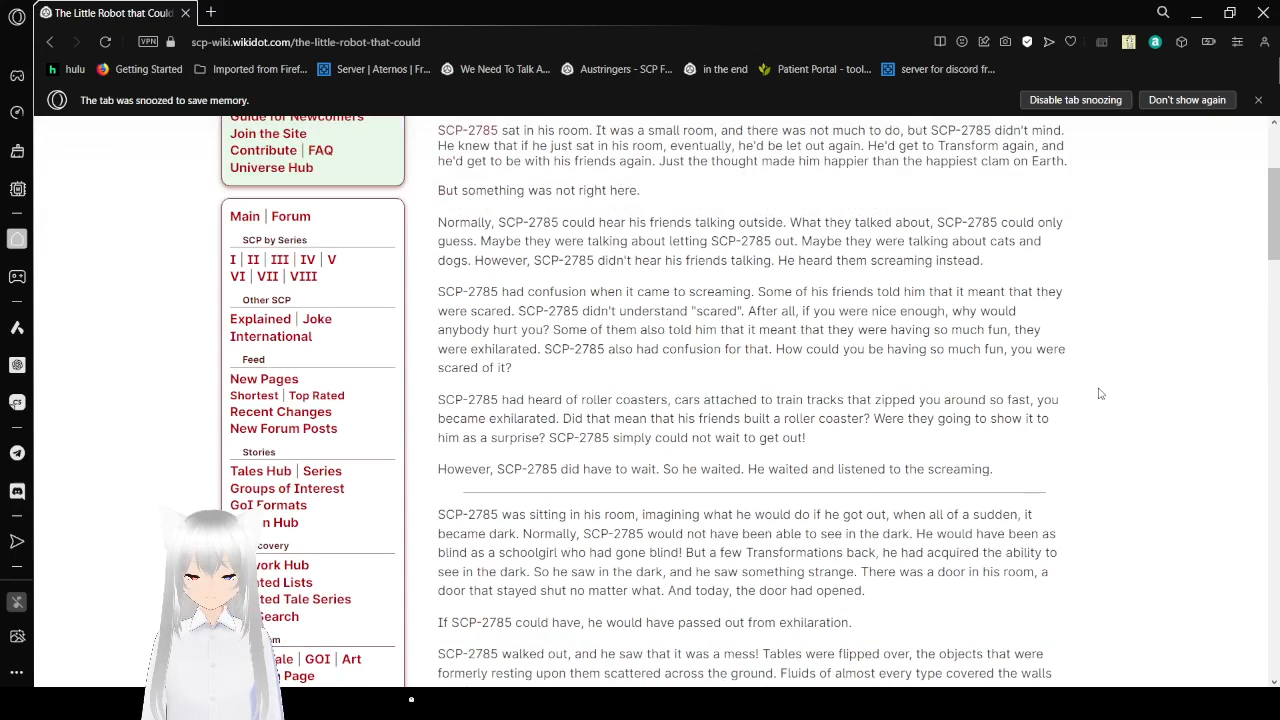 The Little Robot that Could
scp-wiki.wikidot.com/the-little-robot-that-could
VPN
hulu
Getting Started
Imported from Firef...
Server | Aternos | Fr...
We Need To Talk A...
Austringers - SCP F...
in the end
Patient Portal - tool...
server for discord fr...
The tab was snoozed to save memory.
Disable tab snoozing
Don't show again
Guide for Newcomers
Join the Site
Contribute | FAQ
Universe Hub
Main | Forum
SCP by Series
I | II | III | IV | V
VI | VII | VIII
Other SCP
Explained | Joke
International
Feed
New Pages
Shortest | Top Rated
Recent Changes
New Forum Posts
Stories
Tales Hub | Series
Groups of Interest
GoI Formats
n Hub
covery
work Hub
ted Lists
ted Tale Series
Search
ale | GOI | Art
Page
SCP-2785 sat in his room. It was a small room, and there was not much to do, but SCP-2785 didn't mind.
He knew that if he just sat in his room, eventually, he'd be let out again. He'd get to Transform again, and
he'd get to be with his friends again. Just the thought made him happier than the happiest clam on Earth.
But something was not right here.
Normally, SCP-2785 could hear his friends talking outside. What they talked about, SCP-2785 could only
guess. Maybe they were talking about letting SCP-2785 out. Maybe they were talking about cats and
dogs. However, SCP-2785 didn't hear his friends talking. He heard them screaming instead.
SCP-2785 had confusion when it came to screaming. Some of his friends told him that it meant that they
were scared. SCP-2785 didn't understand "scared". After all, if you were nice enough, why would
anybody hurt you? Some of them also told him that it meant that they were having so much fun, they
were exhilarated. SCP-2785 also had confusion for that. How could you be having so much fun, you were
scared of it?
SCP-2785 had heard of roller coasters, cars attached to train tracks that zipped you around so fast, you
became exhilarated. Did that mean that his friends built a roller coaster? Were they going to show it to
him as a surprise? SCP-2785 simply could not wait to get out!
However, SCP-2785 did have to wait. So he waited. He waited and listened to the screaming.
SCP-2785 was sitting in his room, imagining what he would do if he got out, when all of a sudden, it
became dark. Normally, SCP-2785 would not have been able to see in the dark. He would have been as
blind as a schoolgirl who had gone blind! But a few Transformations back, he had acquired the ability to
see in the dark. So he saw in the dark, and he saw something strange. There was a door in his room, a
door that stayed shut no matter what. And today, the door had opened.
If SCP-2785 could have, he would have passed out from exhilaration.
SCP-2785 walked out, and he saw that it was a mess! Tables were flipped over, the objects that were
formerly resting upon them scattered across the ground. Fluids of almost every type covered the walls